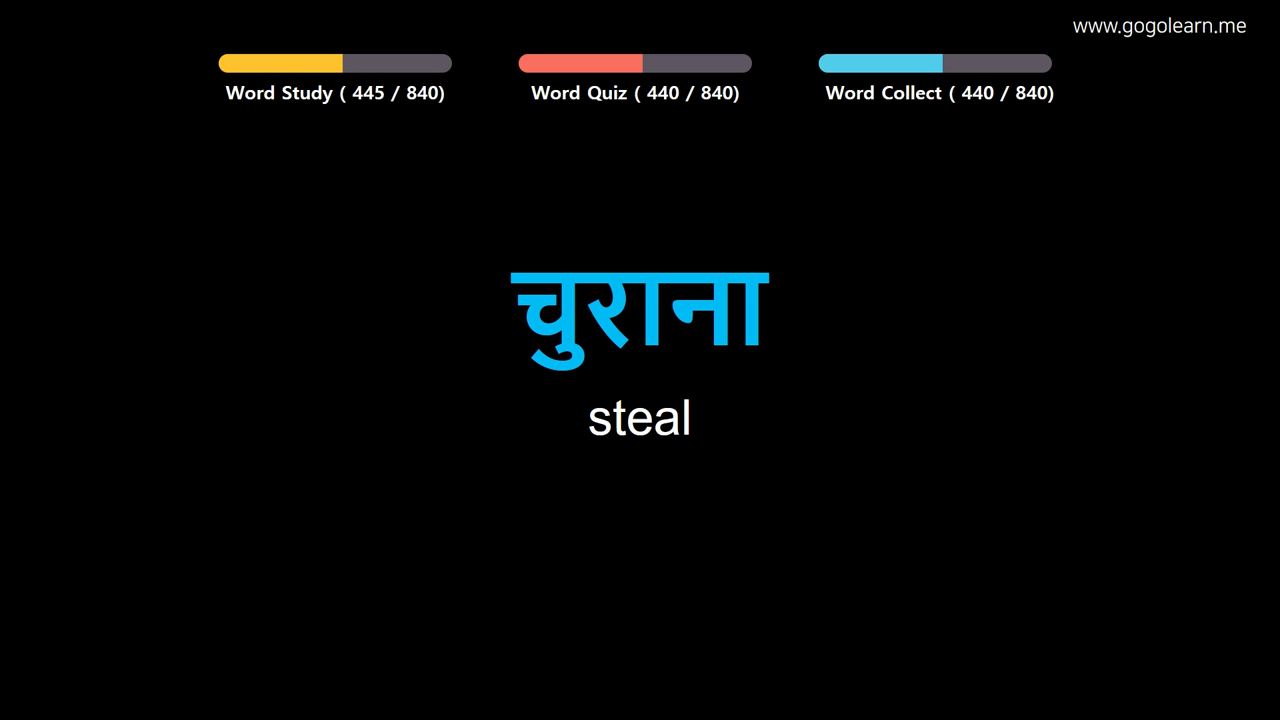 www.gogolearn.me
Word Study ( 445 / 840)
Word Quiz ( 440 / 840)
Word Collect ( 440 / 840)
चुराना
steal